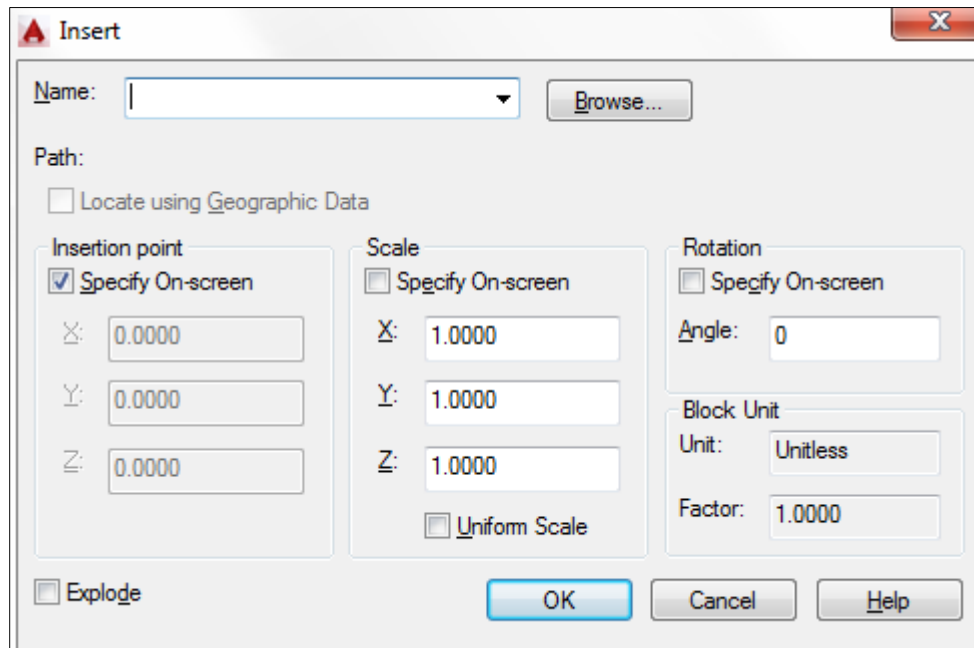 Insert
Name:
Browse...
Path:
Locate using Geographic Data
Insertion point
Specify On-screen
X: 0.0000
Y: 0.0000
Z: 0.0000
Scale
Specify On-screen
X: 1.0000
Y: 1.0000
Z: 1.0000
Uniform Scale
Rotation
Specify On-screen
Angle: 0
Block Unit
Unit: Unitless
Factor: 1.0000
Explode
OK Cancel Help